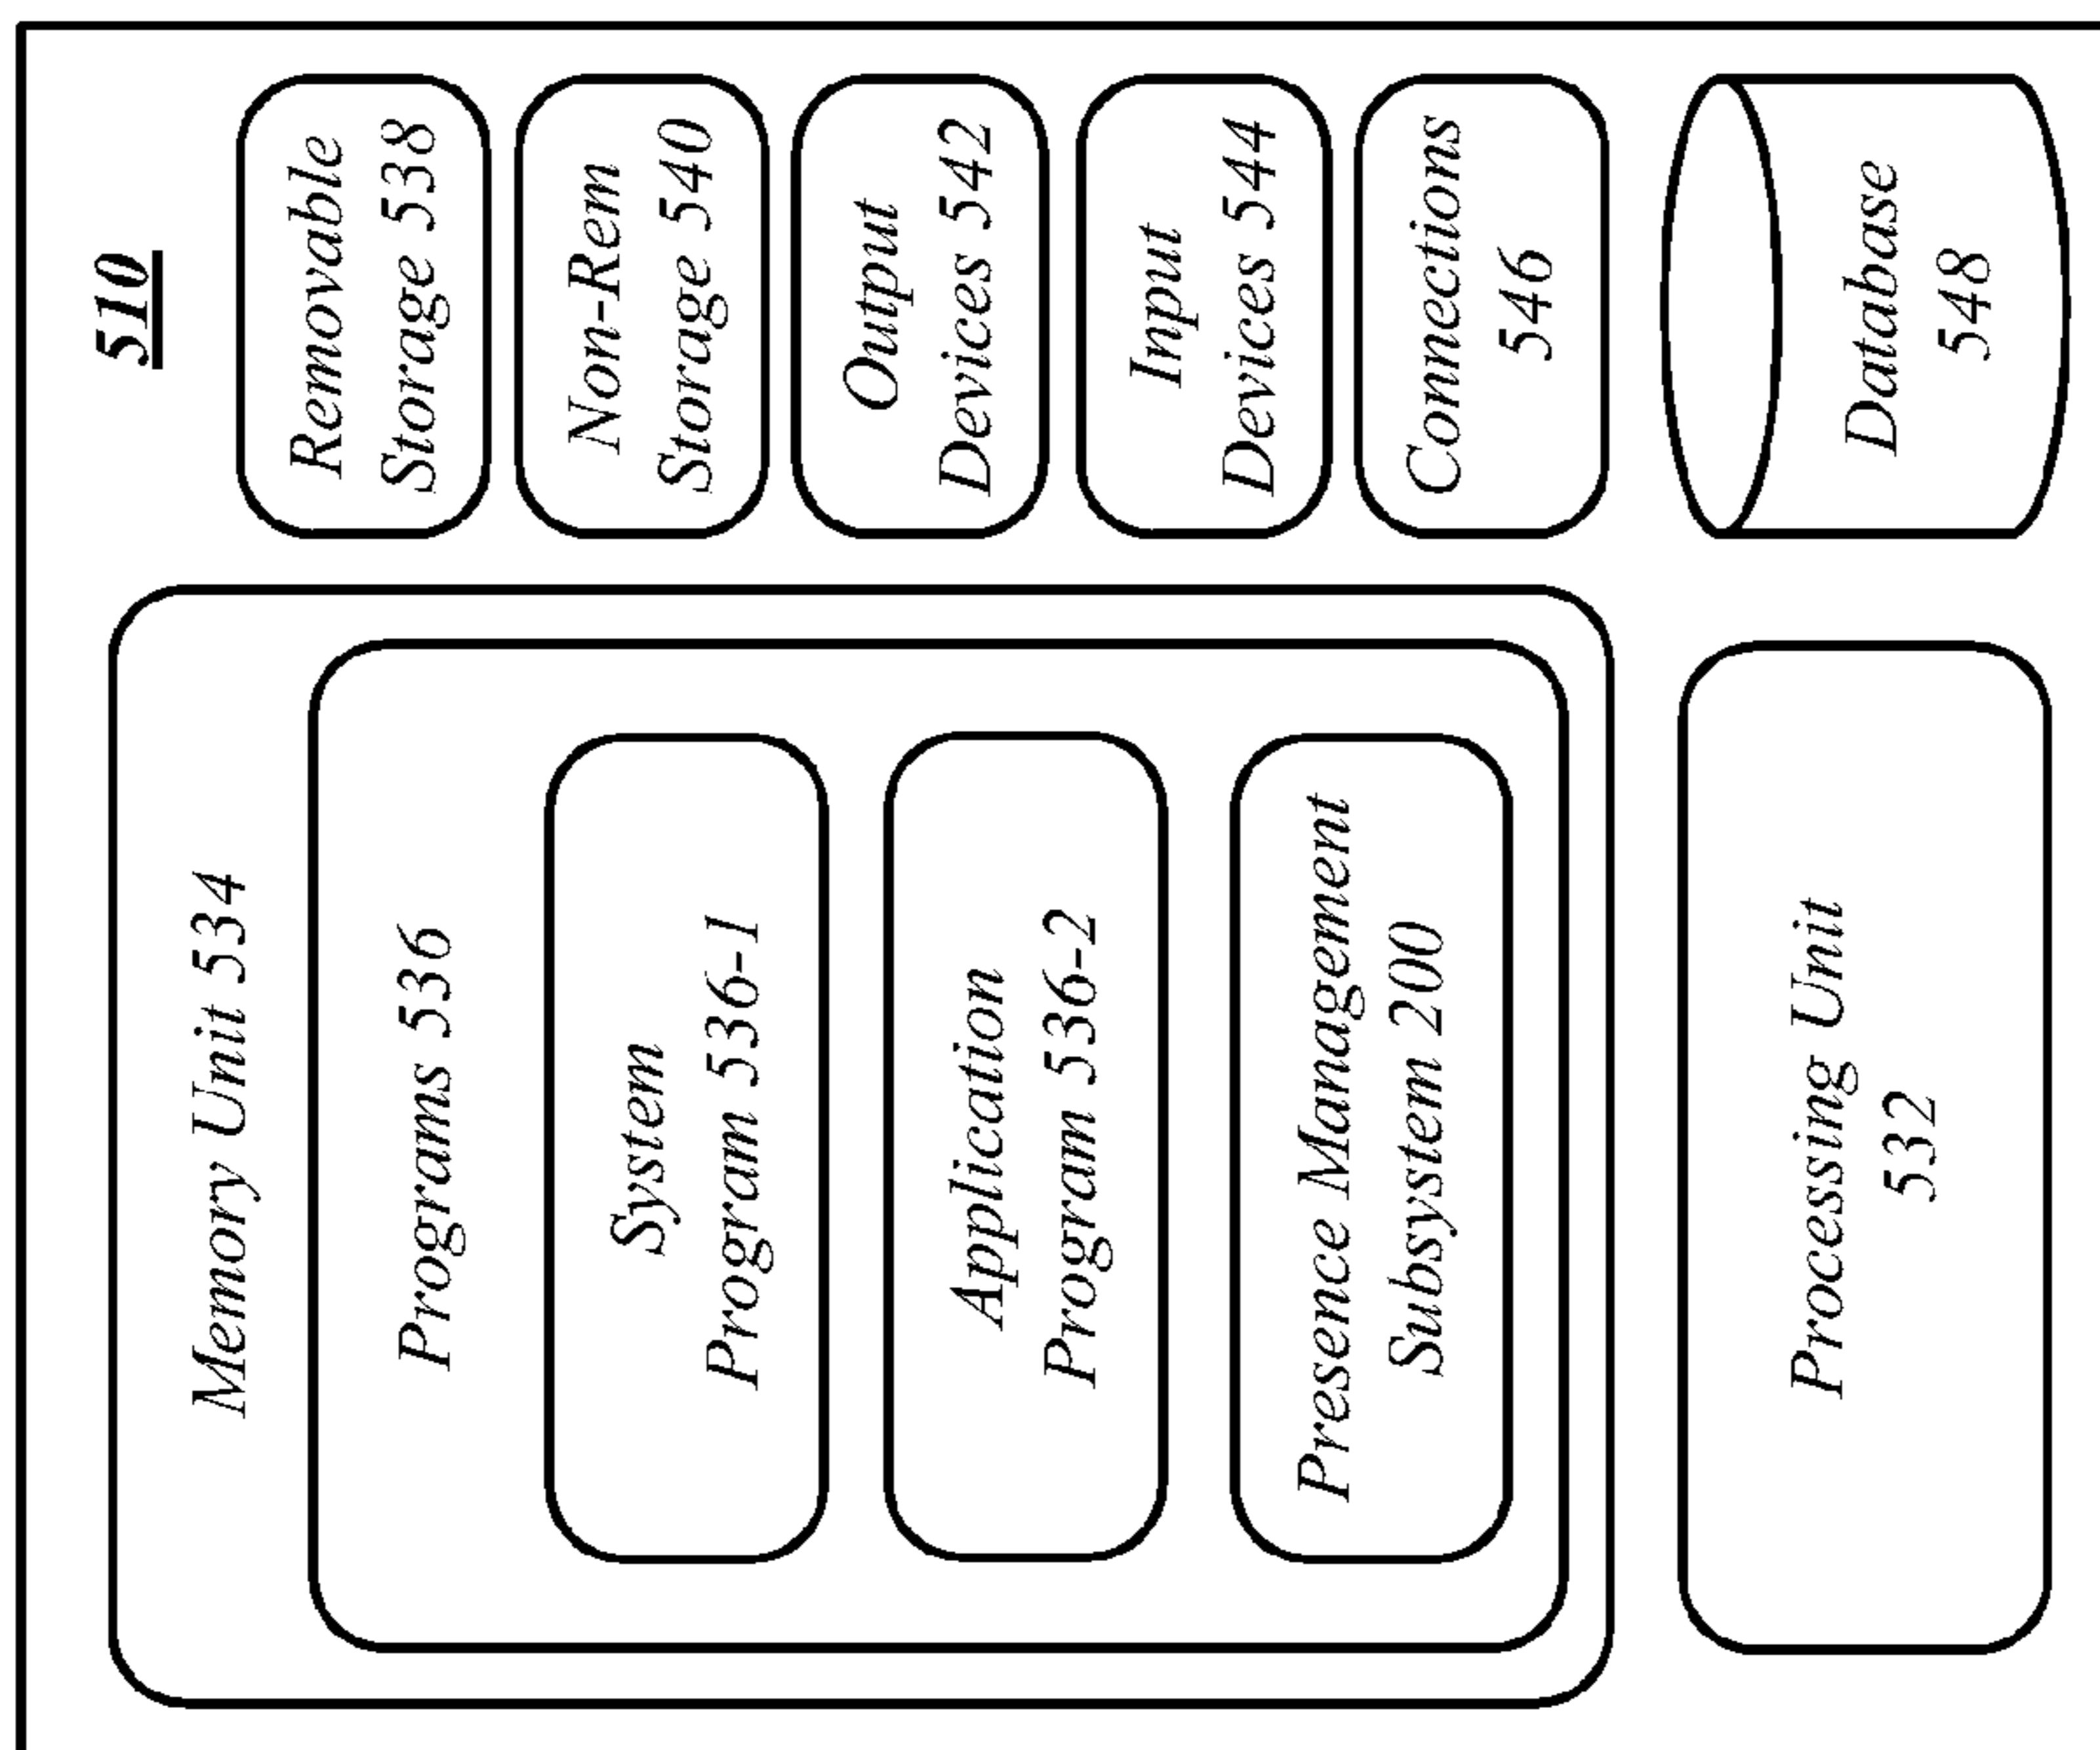 510
Memory Unit 534
Programs 536
System
Program 536-1
Application
Program 536-2
Presence Management
Subsystem 200
Processing Unit
532
Removable
Storage 538
Non-Rem
Storage 540
Output
Devices 542
Input
Devices 544
Connections
546
Database
548